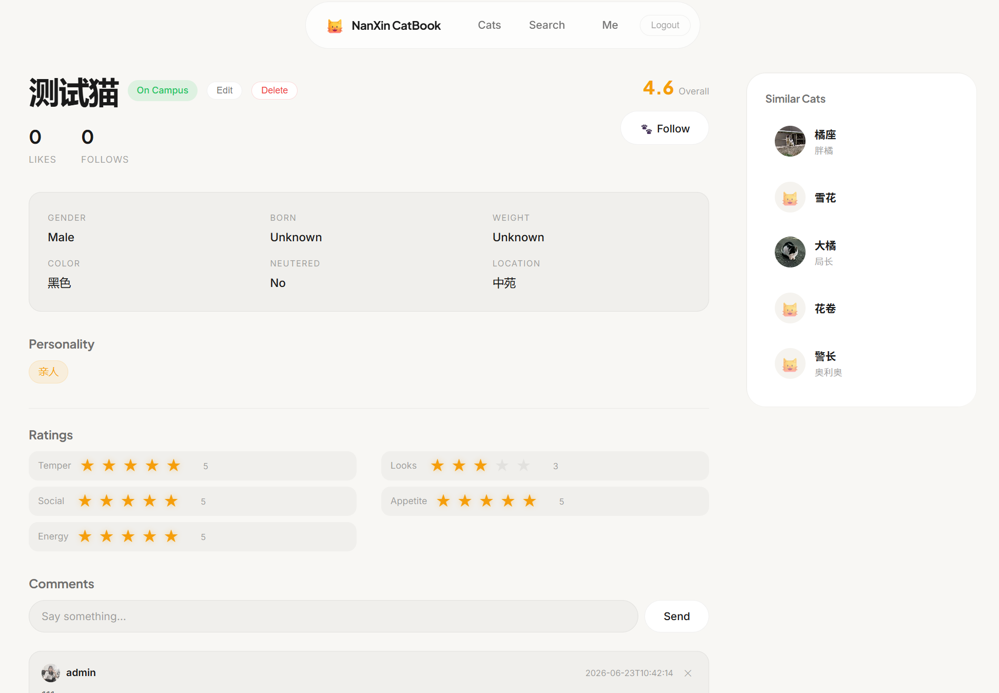 NanXin CatBook
Cats
Search
Me
Logout
测试猫
On Campus
Edit
Delete
4.6 Overall
0
LIKES
0
FOLLOWS
Follow
GENDER
Male
BORN
Unknown
WEIGHT
Unknown
COLOR
黑色
NEUTERED
No
LOCATION
中苑
Personality
亲人
Ratings
Temper ★ ★ ★ ★ ★ 5
Looks ★ ★ ★ ★ ★ 3
Social ★ ★ ★ ★ ★ 5
Appetite ★ ★ ★ ★ ★ 5
Energy ★ ★ ★ ★ ★ 5
Comments
Say something...
Send
admin
2026-06-23T10:42:14
Similar Cats
橘座
胖橘
雪花
大橘
局长
花卷
警长
奥利奥